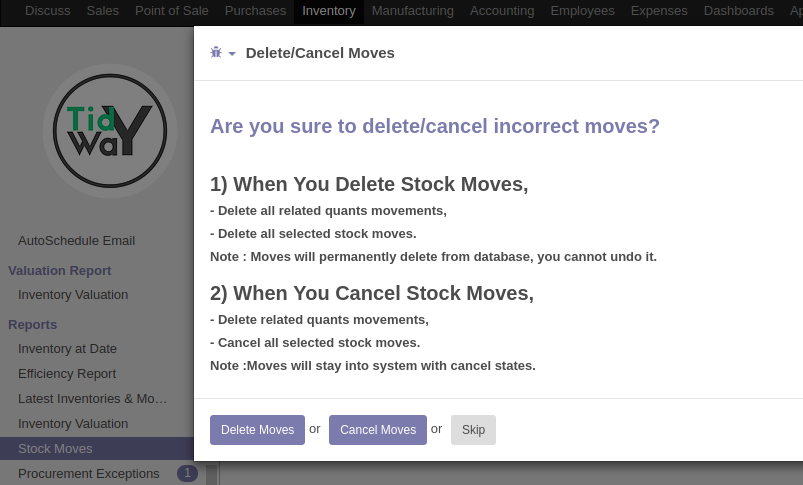 Discuss Sales Point of Sale Purchases Inventory Manufacturing Accounting Employees Expenses Dashboards Ap
Delete/Cancel Moves
Tidy
Way
Are you sure to delete/cancel incorrect moves?
1) When You Delete Stock Moves,
- Delete all related quants movements,
- Delete all selected stock moves.
Note : Moves will permanently delete from database, you cannot undo it.
2) When You Cancel Stock Moves,
- Delete related quants movements,
- Cancel all selected stock moves.
Note :Moves will stay into system with cancel states.
Delete Moves or Cancel Moves or Skip
AutoSchedule Email
Valuation Report
Inventory Valuation
Reports
Inventory at Date
Efficiency Report
Latest Inventories & Mo…
Inventory Valuation
Stock Moves
Procurement Exceptions 1